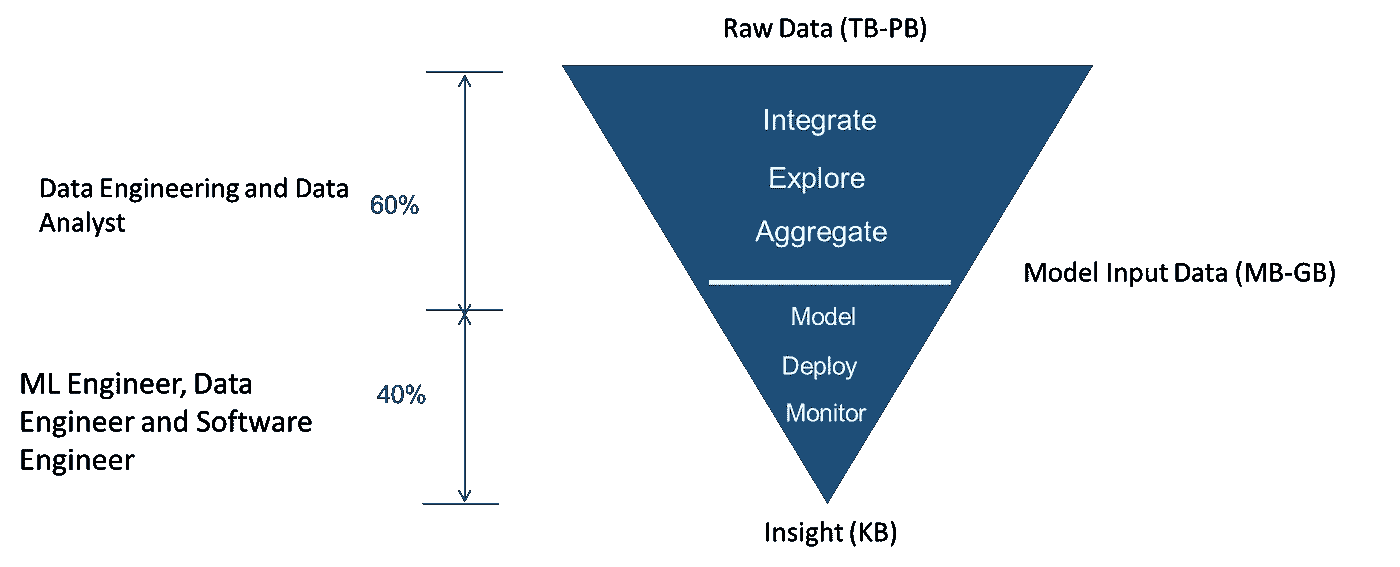 Raw Data (TB-PB)
Integrate
Explore
Aggregate
Data Engineering and Data
Analyst
60%
Model Input Data (MB-GB)
Model
Deploy
Monitor
ML Engineer, Data
Engineer and Software
Engineer
40%
Insight (KB)